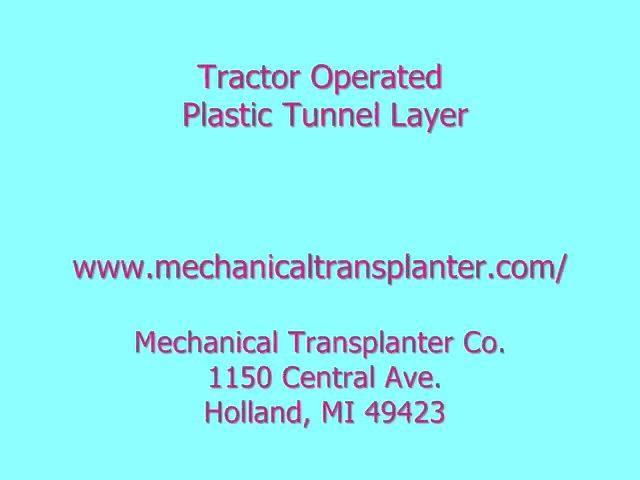 Tractor Operated
Plastic Tunnel Layer
www.mechanicaltransplanter.com/
Mechanical Transplanter Co.
1150 Central Ave.
Holland, MI 49423